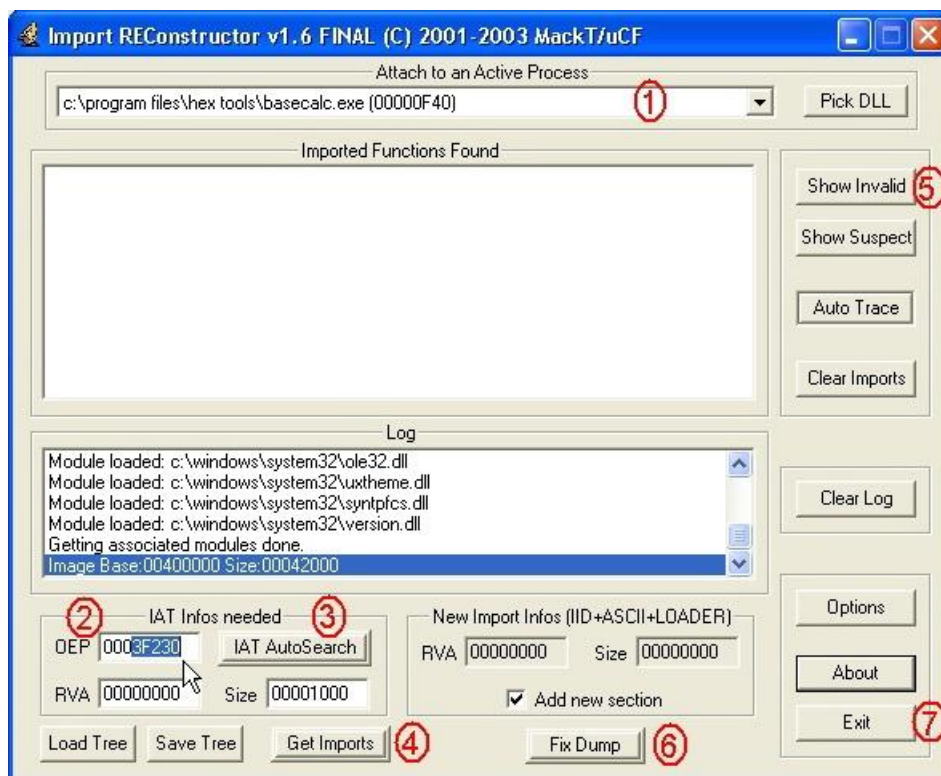 Import REConstructor v1.6 FINAL (C) 2001-2003 MackT/uCF
Attach to an Active Process
c:\program files\hex tools\basecalc.exe (00000F40)
1
Pick DLL
Imported Functions Found
Show Invalid
5
Show Suspect
Auto Trace
Clear Imports
Log
Module loaded: c:\windows\system32\ole32.dll
Module loaded: c:\windows\system32\uxtheme.dll
Module loaded: c:\windows\system32\syntpfcs.dll
Module loaded: c:\windows\system32\version.dll
Getting associated modules done.
Image Base:00400000 Size:00042000
Clear Log
2
IAT Infos needed
3
OEP 0003F230
IAT AutoSearch
RVA 00000000 Size 00001000
New Import Infos (IID+ASCII+LOADER)
RVA 00000000 Size 00000000
Add new section
Options
About
Exit
7
Load Tree
Save Tree
Get Imports
4
Fix Dump
6